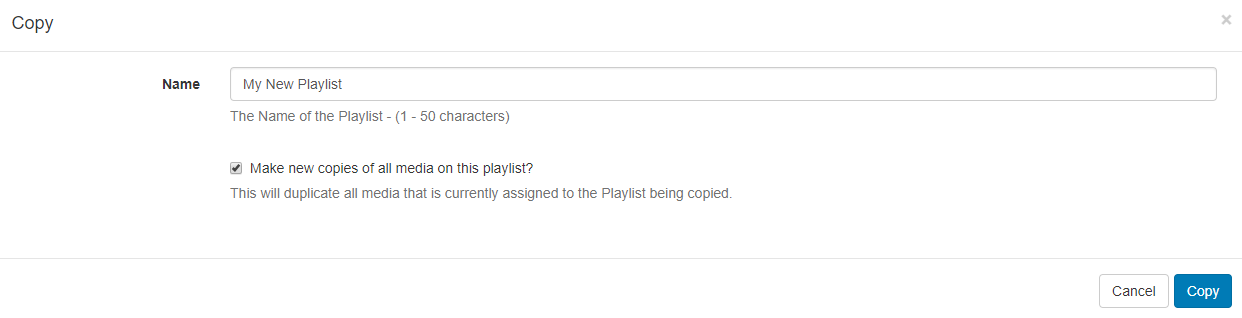 Copy
×
Name
My New Playlist
The Name of the Playlist - (1 - 50 characters)
Make new copies of all media on this playlist?
This will duplicate all media that is currently assigned to the Playlist being copied.
Cancel Copy